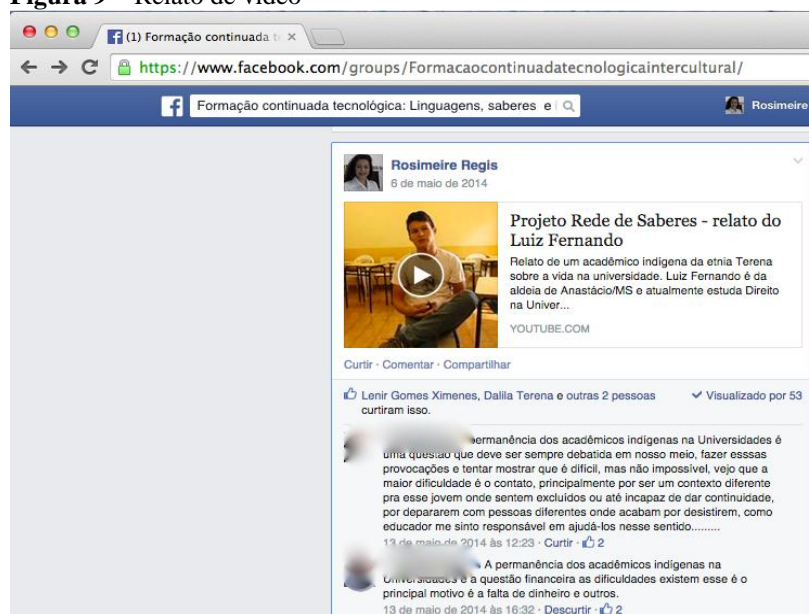 Figura 9 – Relato de vídeo
(1) Formação continuada t
https://www.facebook.com/groups/Formacaocontinuadatecnologicaintercultural/
Formação continuada tecnológica: Linguagens, saberes e
Rosimeire
Rosimeire Regis
6 de maio de 2014
Projeto Rede de Saberes - relato do
Luiz Fernando
Relato de um acadêmico indígena da etnia Terena
sobre a vida na universidade. Luiz Fernando é da
aldeia de Anastácio/MS e atualmente estuda Direito
na Univer...
YOUTUBE.COM
Curtir · Comentar · Compartilhar
Lenir Gomes Ximenes, Dalila Terena e outras 2 pessoas
curtiram isso.
Visualizado por 53
permanência dos acadêmicos indígenas na Universidades é
uma questão que deve ser sempre debatida em nosso meio, fazer esssas
provocações e tentar mostrar que é difícil, mas não impossível, vejo que a
maior dificuldade é o contato, principalmente por ser um contexto diferente
pra esse jovem onde sentem excluídos ou até incapaz de dar continuidade,
por depararem com pessoas diferentes onde acabam por desistirem, como
educador me sinto responsável em ajudá-los nesse sentido.........
13 de maio de 2014 às 12:23 · Curtir · 2
A permanência dos acadêmicos indígenas na
Universidades é a questão financeira as dificuldades existem esse é o
principal motivo é a falta de dinheiro e outros.
13 de maio de 2014 às 16:32 · Descurtir · 2